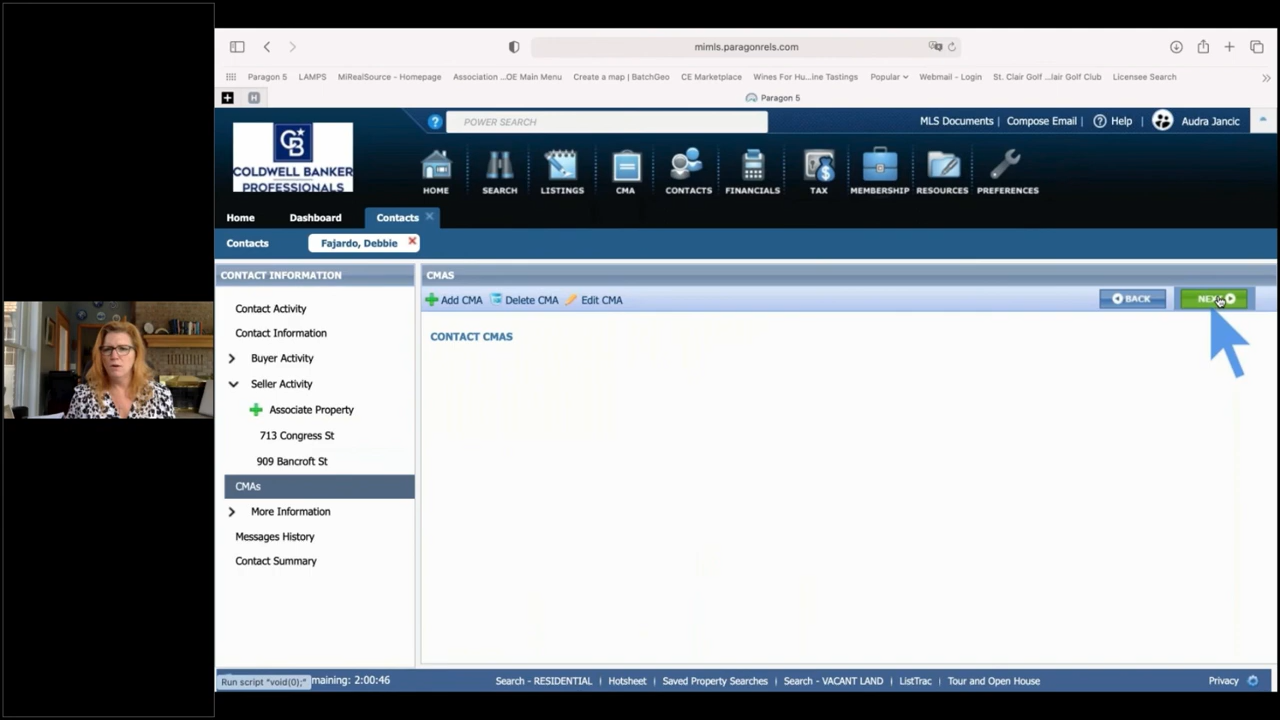 mimls.paragonrels.com
Paragon 5 LAMPS MiRealSource - Homepage Association ...OE Main Menu Create a map | BatchGeo CE Marketplace Wines For Hu...ine Tastings Popular Webmail - Login St. Clair Golf ...lair Golf Club Licensee Search
H Paragon 5
? POWER SEARCH MLS Documents | Compose Email | ? Help | Audra Jancic
CB
COLDWELL BANKER
PROFESSIONALS
HOME SEARCH LISTINGS CMA CONTACTS FINANCIALS TAX MEMBERSHIP RESOURCES PREFERENCES
Home Dashboard Contacts
Contacts Fajardo, Debbie
CONTACT INFORMATION
Contact Activity
Contact Information
Buyer Activity
Seller Activity
Associate Property
713 Congress St
909 Bancroft St
CMAs
More Information
Messages History
Contact Summary
CMAS
Add CMA Delete CMA Edit CMA BACK NEXT
CONTACT CMAS
Run script "void(0);" maining: 2:00:46 Search - RESIDENTIAL | Hotsheet | Saved Property Searches | Search - VACANT LAND | ListTrac | Tour and Open House Privacy